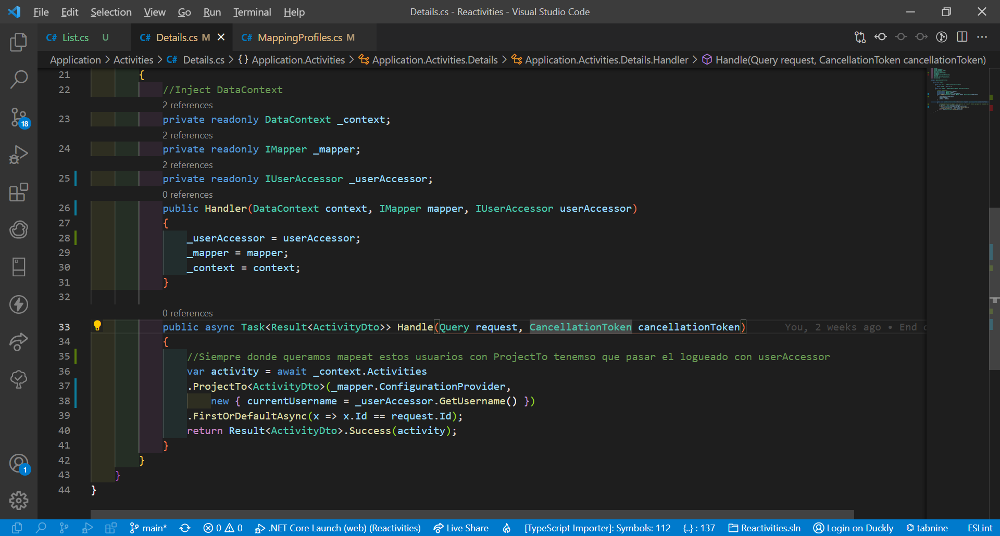 File Edit Selection View Go Run Terminal Help Details.cs - Reactivities - Visual Studio Code
C# List.cs U C# Details.cs M C# MappingProfiles.cs M
Application > Activities > C# Details.cs > {} Application.Activities > Application.Activities.Details > Application.Activities.Details.Handler > Handle(Query request, CancellationToken cancellationToken)
21 {
22 //Inject DataContext
2 references
23 private readonly DataContext _context;
2 references
24 private readonly IMapper _mapper;
2 references
25 private readonly IUserAccessor _userAccessor;
0 references
26 public Handler(DataContext context, IMapper mapper, IUserAccessor userAccessor)
27 {
28 _userAccessor = userAccessor;
29 _mapper = mapper;
30 _context = context;
31 }
32
0 references
33 public async Task<Result<ActivityDto>> Handle(Query request, CancellationToken cancellationToken) You, 2 weeks ago • End
34 {
35 //Siempre donde queramos mapeat estos usuarios con ProjectTo tenemso que pasar el logueado con userAccessor
36 var activity = await _context.Activities
37 .ProjectTo<ActivityDto>(_mapper.ConfigurationProvider,
38 new { currentUsername = _userAccessor.GetUsername() })
39 .FirstOrDefaultAsync(x => x.Id == request.Id);
40 return Result<ActivityDto>.Success(activity);
41 }
42 }
43 }
44 }
18
1
main* 0 0 .NET Core Launch (web) (Reactivities) Live Share [TypeScript Importer]: Symbols: 112 {..} : 137 Reactivities.sln Login on Duckly tabnine ESLint